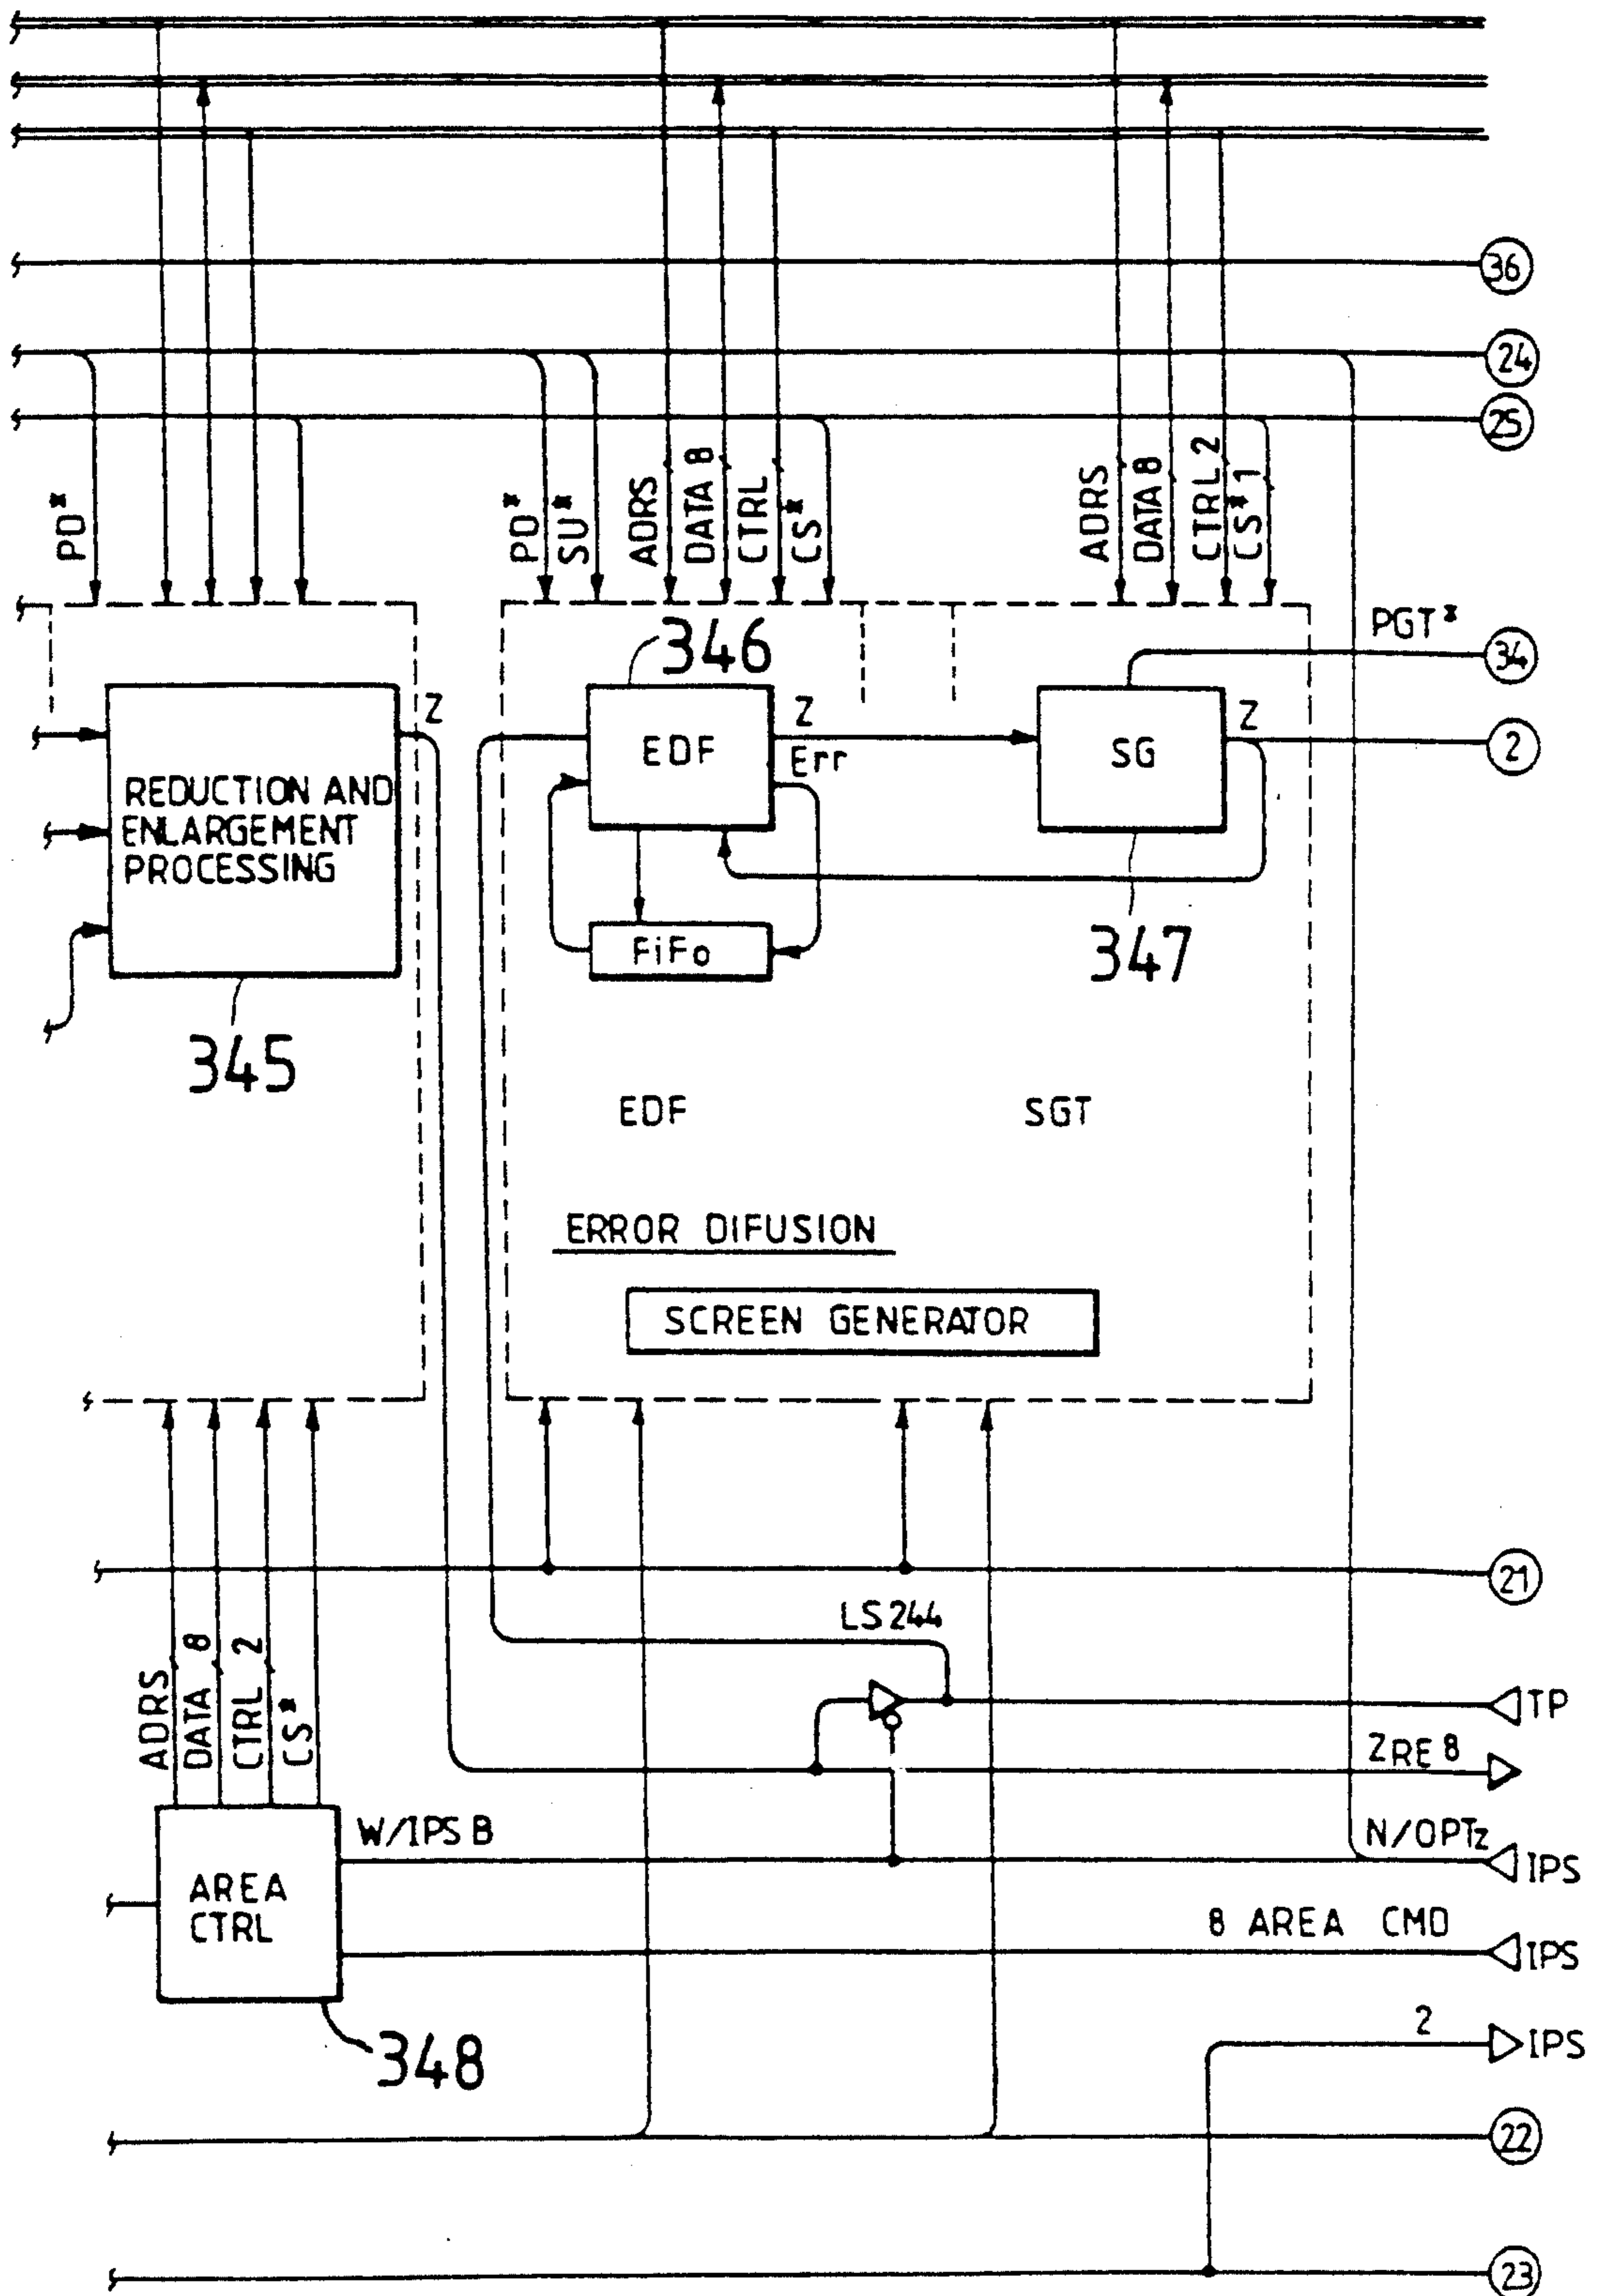 36
24
25
PD*
PD*
SU*
ADRS
DATA 8
CTRL
CS*
ADRS
DATA 8
CTRL 2
CS* 1
PGT*
34
346
Z
Z
Z
2
EDF
Err
SG
REDUCTION AND
ENLARGEMENT
PROCESSING
FiFo
347
345
EDF
SGT
ERROR DIFUSION
SCREEN GENERATOR
21
LS244
ADRS
DATA 8
CTRL 2
CS*
TP
ZRE 8
W/IPS B
N/OPTz
IPS
AREA
CTRL
8 AREA CMD
IPS
2
IPS
348
22
23